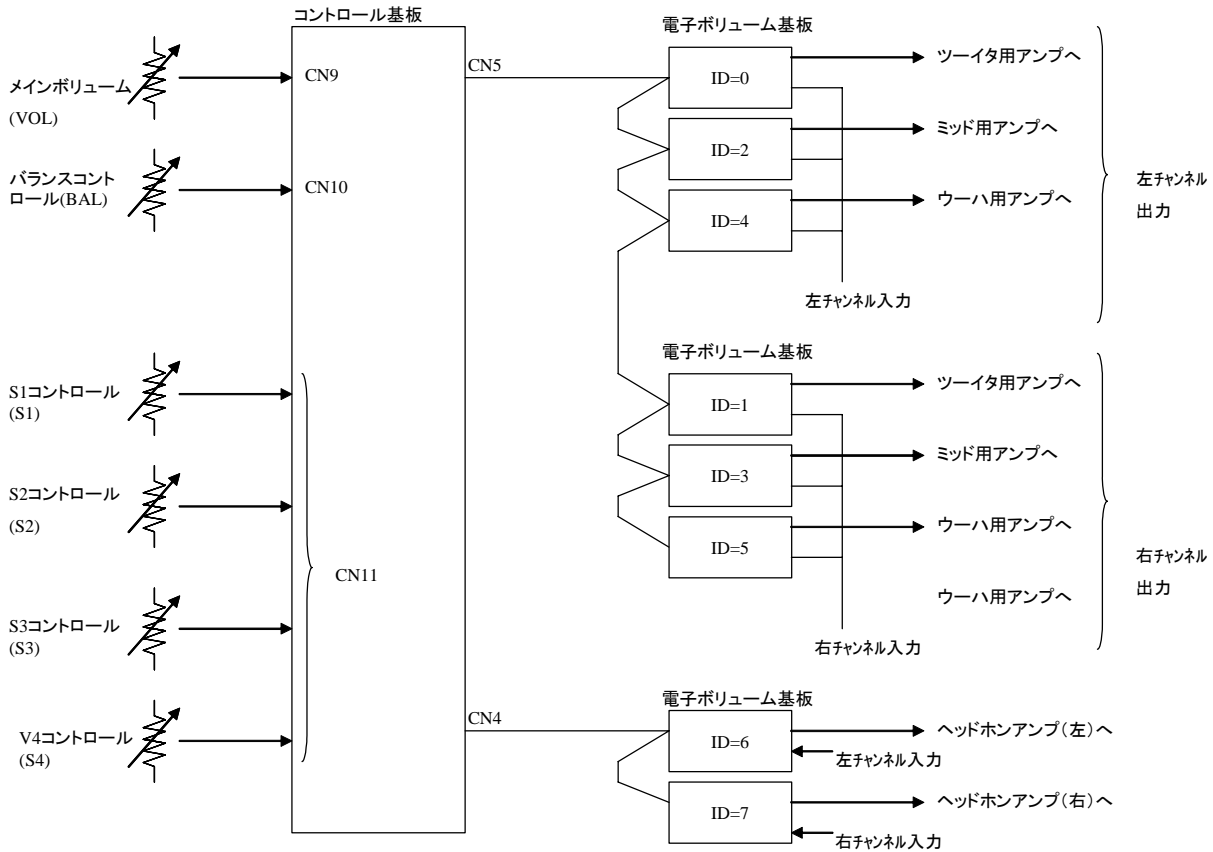 コントロール基板
メインボリューム
(VOL)
CN9
バランスコント
ロール(BAL)
CN10
S1コントロール
(S1)
S2コントロール
(S2)
CN11
S3コントロール
(S3)
V4コントロール
(S4)
CN5
電子ボリューム基板
ID=0
ツーイタ用アンプへ
ID=2
ミッド用アンプへ
ID=4
ウーハ用アンプへ
左チャンネル入力
左チャンネル
出力
電子ボリューム基板
ID=1
ツーイタ用アンプへ
ID=3
ミッド用アンプへ
ID=5
ウーハ用アンプへ
ウーハ用アンプへ
右チャンネル入力
右チャンネル
出力
CN4
電子ボリューム基板
ID=6
ヘッドホンアンプ(左)へ
左チャンネル入力
ID=7
ヘッドホンアンプ(右)へ
右チャンネル入力